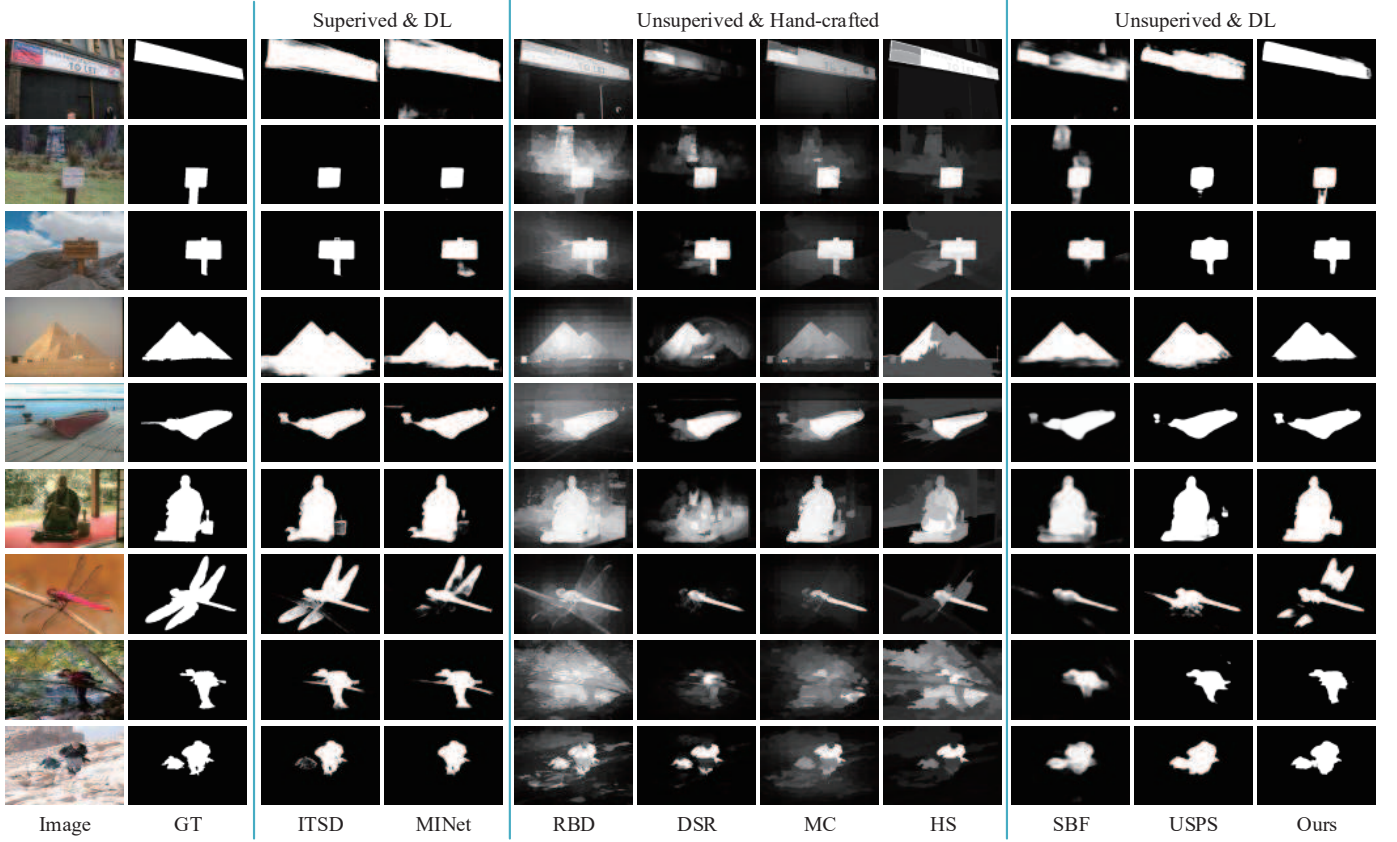 Superived & DL
Unsuperived & Hand-crafted
Unsuperived & DL
TO LET
Image
GT
ITSD
MINet
RBD
DSR
MC
HS
SBF
USPS
Ours